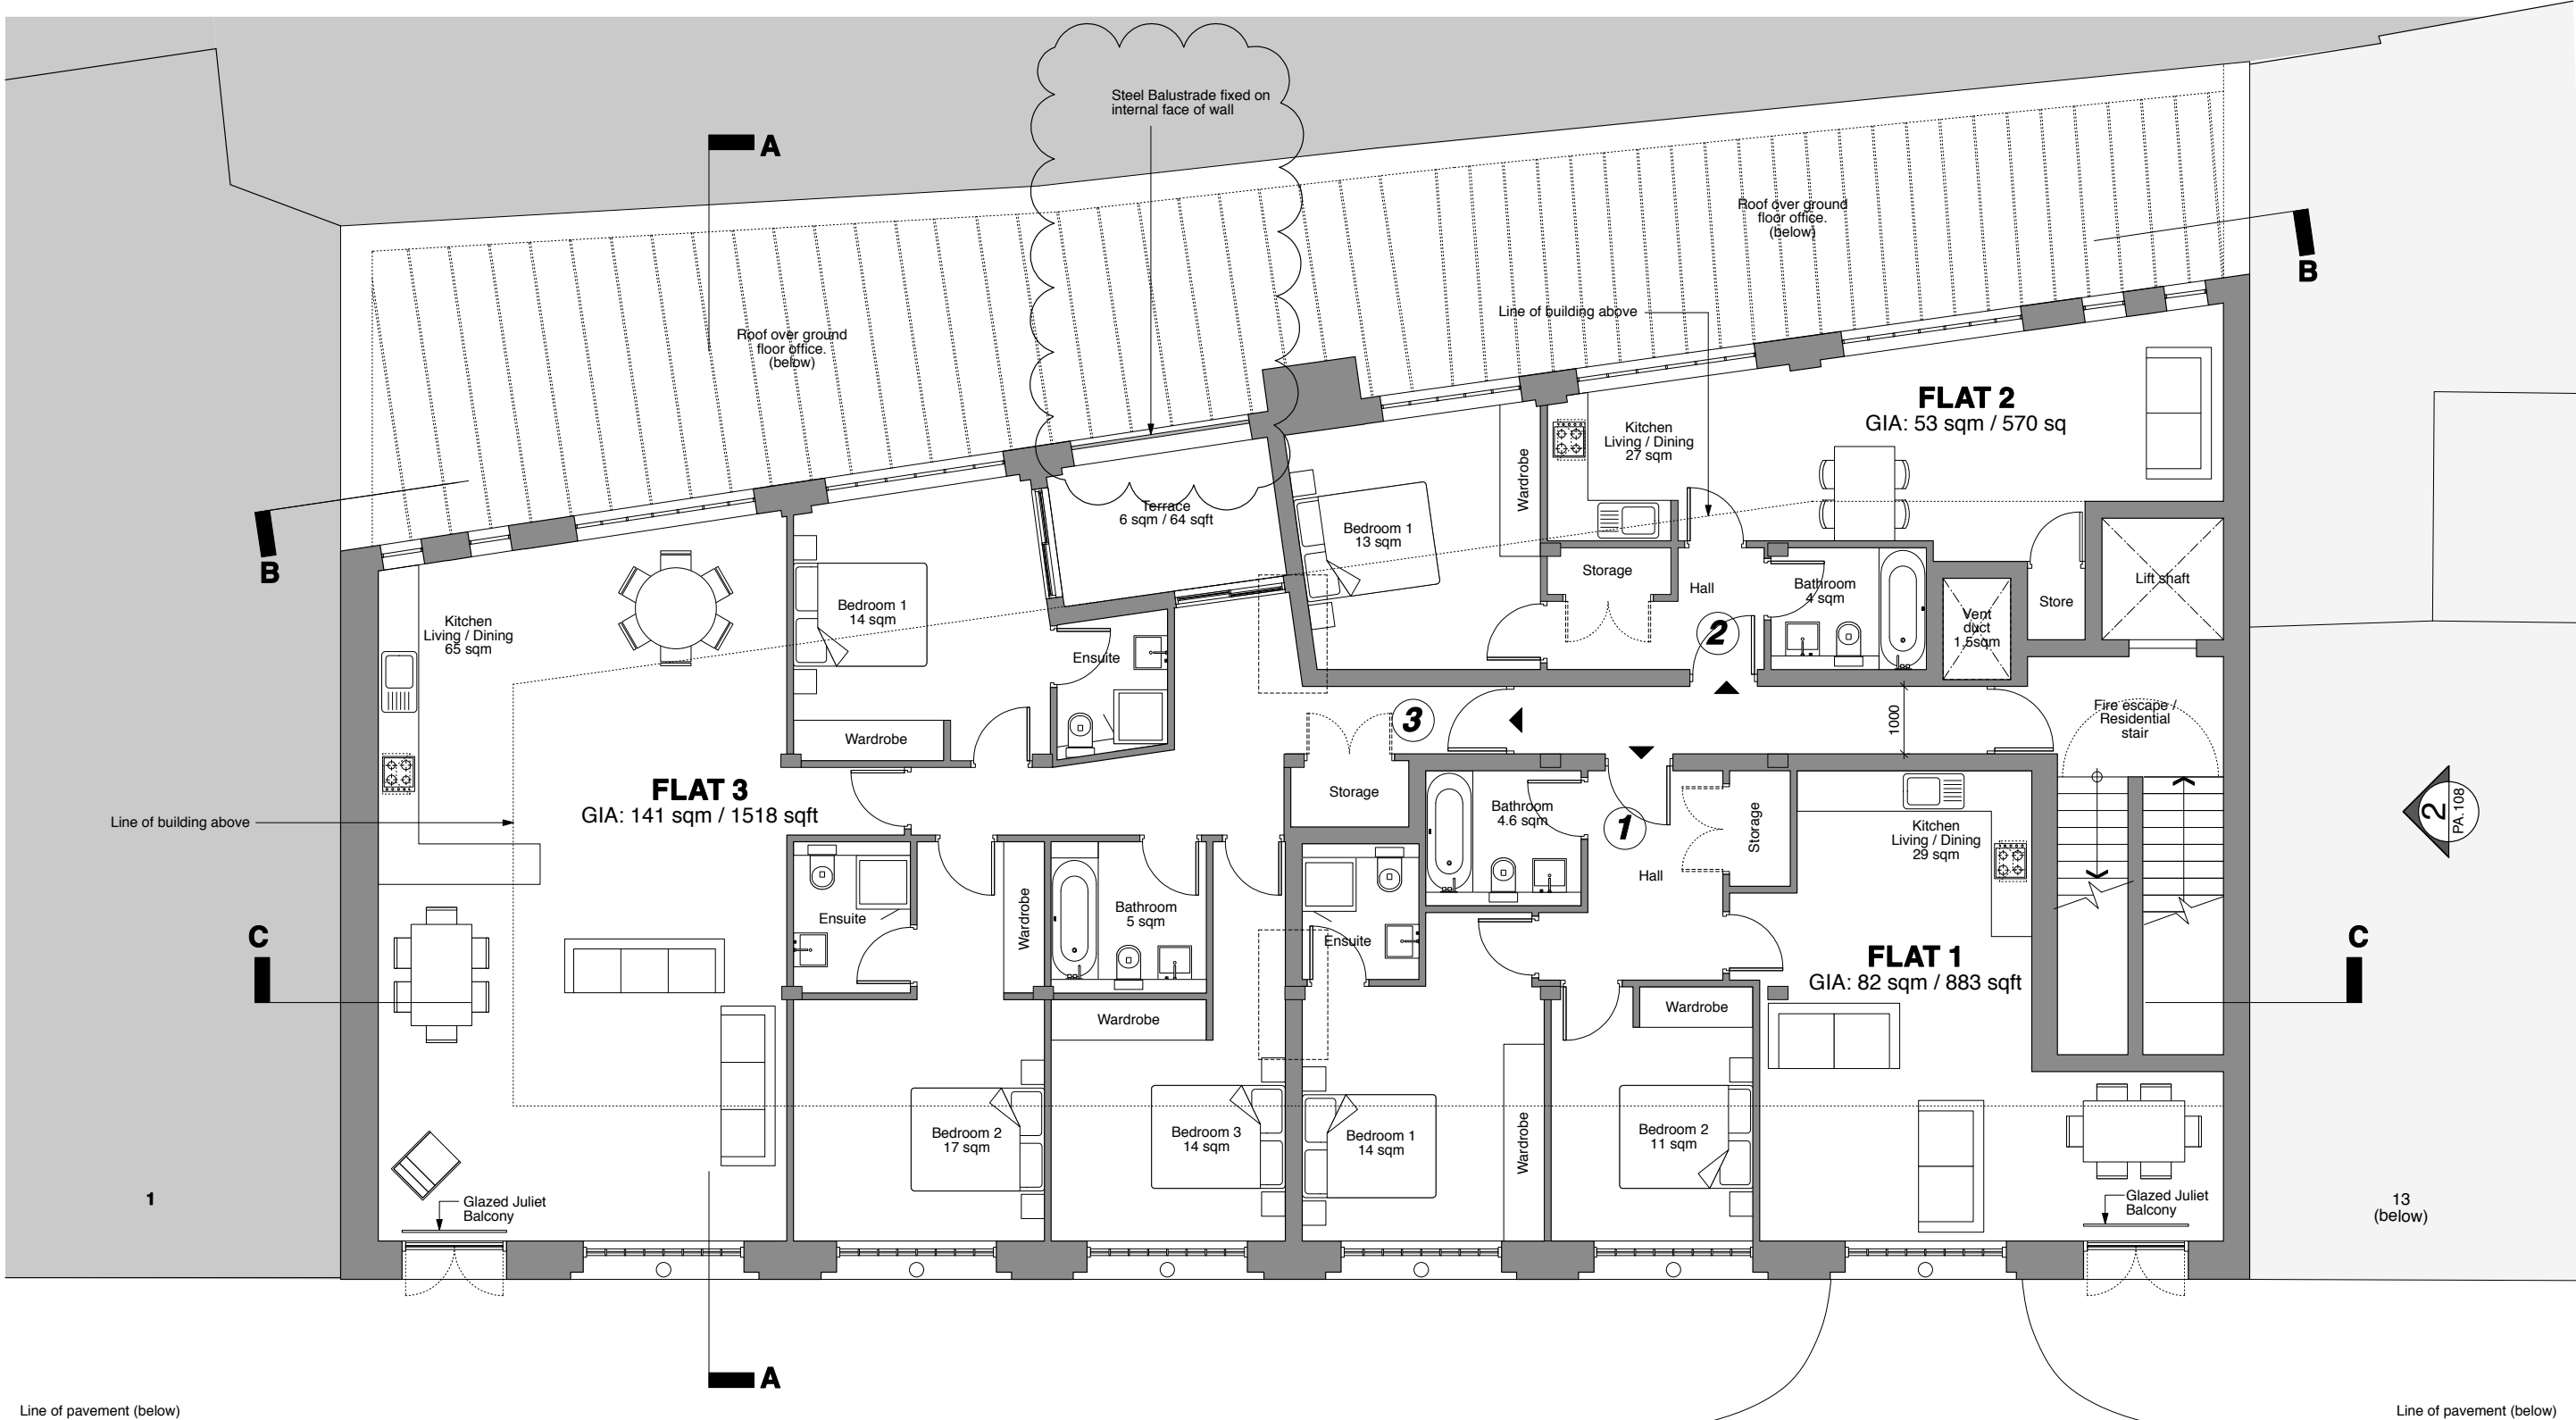 Steel Balustrade fixed on
internal face of wall
A
Roof over ground
floor office.
(below)
B
Line of building above
Roof over ground
floor office.
(below)
FLAT 2
GIA: 53 sqm / 570 sq
Kitchen
Living / Dining
27 sqm
Wardrobe
Terrace
6 sqm / 64 sqft
Bedroom 1
13 sqm
B
Storage
Hall
Bathroom
4 sqm
Vent
duct
1.5sqm
Store
Lift shaft
Kitchen
Living / Dining
65 sqm
Bedroom 1
14 sqm
Ensuite
2
Wardrobe
3
1000
Fire escape /
Residential
stair
FLAT 3
GIA: 141 sqm / 1518 sqft
Storage
Bathroom
4.6 sqm
1
Storage
Kitchen
Living / Dining
29 sqm
2
PA.108
Line of building above
Hall
Ensuite
Wardrobe
Bathroom
5 sqm
Ensuite
C
C
FLAT 1
GIA: 82 sqm / 883 sqft
Wardrobe
Wardrobe
Bedroom 2
17 sqm
Bedroom 3
14 sqm
Bedroom 1
14 sqm
Wardrobe
Bedroom 2
11 sqm
1
Glazed Juliet
Balcony
Glazed Juliet
Balcony
13
(below)
A
Line of pavement (below)
Line of pavement (below)